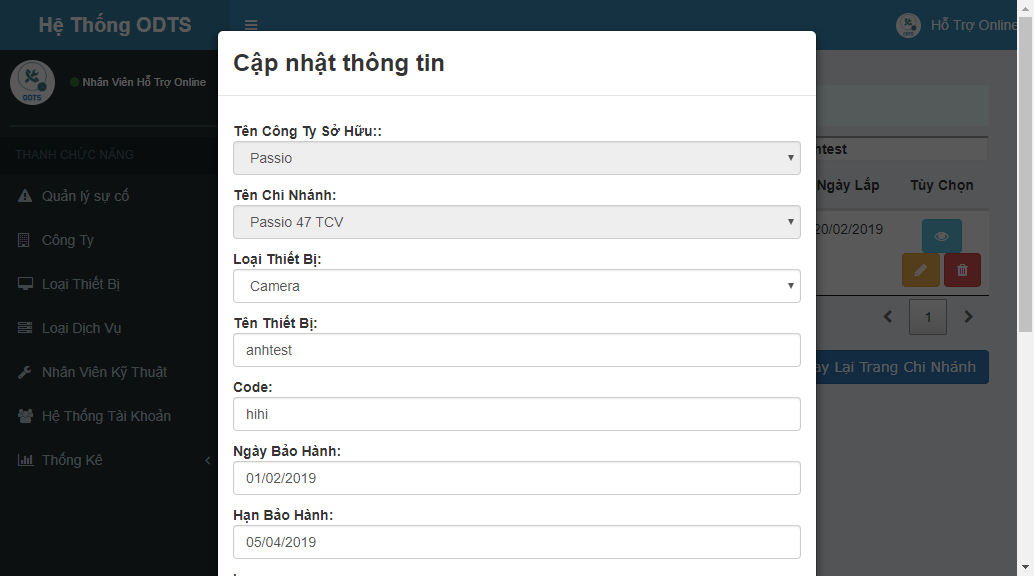 Hệ Thống ODTS
Hỗ Trợ Online
Cập nhật thông tin
ODTS
Nhân Viên Hỗ Trợ Online
THANH CHỨC NĂNG
Quản lý sự cố
Công Ty
Loại Thiết Bị
Loại Dịch Vụ
Nhân Viên Kỹ Thuật
Hệ Thống Tài Khoản
Thống Kê
Tên Công Ty Sở Hữu::
Passio
Tên Chi Nhánh:
Passio 47 TCV
Loại Thiết Bị:
Camera
Tên Thiết Bị:
anhtest
Code:
hihi
Ngày Bảo Hành:
01/02/2019
Hạn Bảo Hành:
05/04/2019
htest
Ngày Lắp Tùy Chọn
20/02/2019
1
ay Lại Trang Chi Nhánh